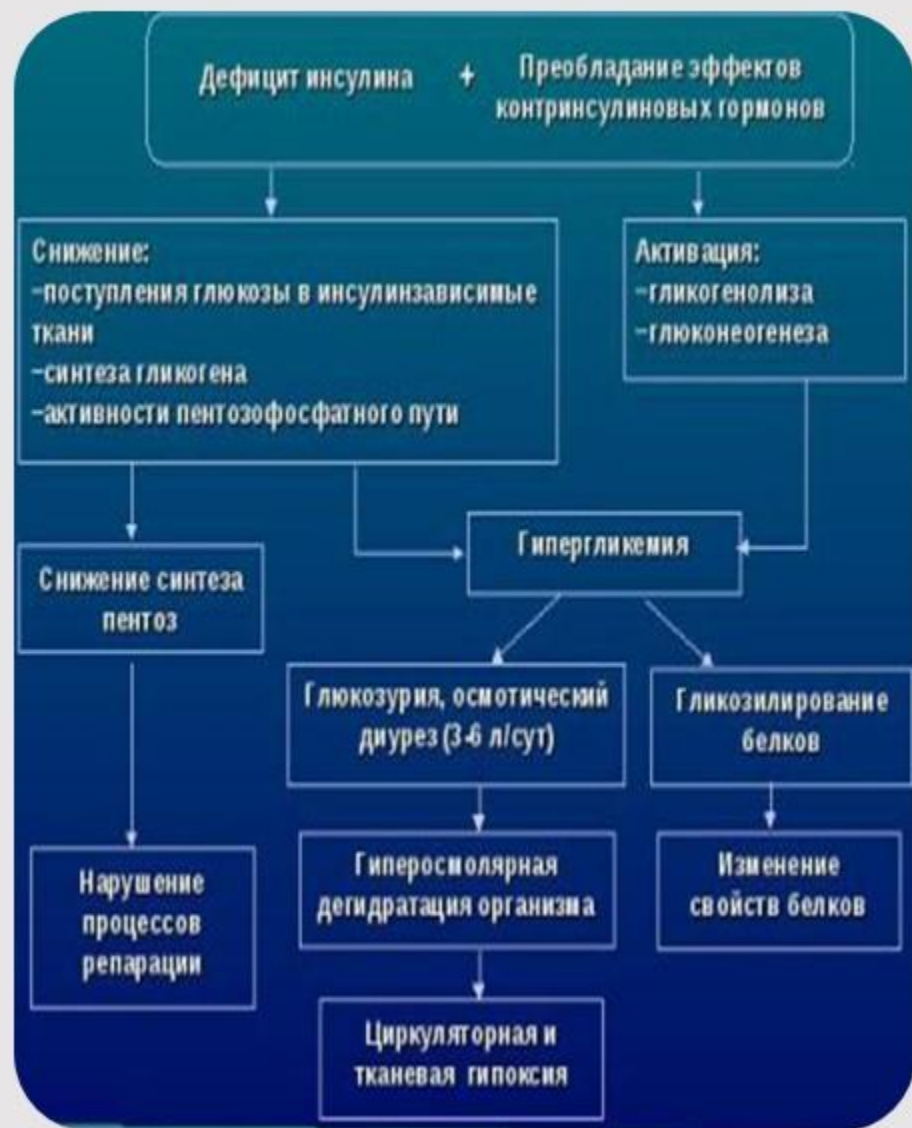 Дефицит инсулина + Преобладание эффектов
контринсулиновых гормонов
Снижение:
–поступления глюкозы в инсулинзависимые
ткани
–синтеза гликогена
–активности пентозофосфатного пути
Активация:
–гликогенолиза
–глюконеогенеза
Гипергликемия
Снижение синтеза
пентоз
Глюкозурия, осмотический
диурез (3-6 л/сут)
Гликозилирование
белков
Нарушение
процессов
репарации
Гиперосмолярная
дегидратация организма
Изменение
свойств белков
Циркуляторная и
тканевая гипоксия